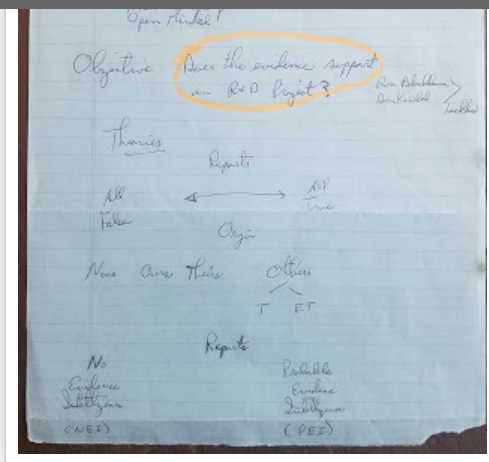 Open Minded
Objective Does the evidence support
an R&D Project?
Theories
Reports
All All
False True
Origin
None Ours Theirs Others
T ET
Reports
No Probable
Evidence Evidence
Intelligence Intelligence
(NEI) (PEI)